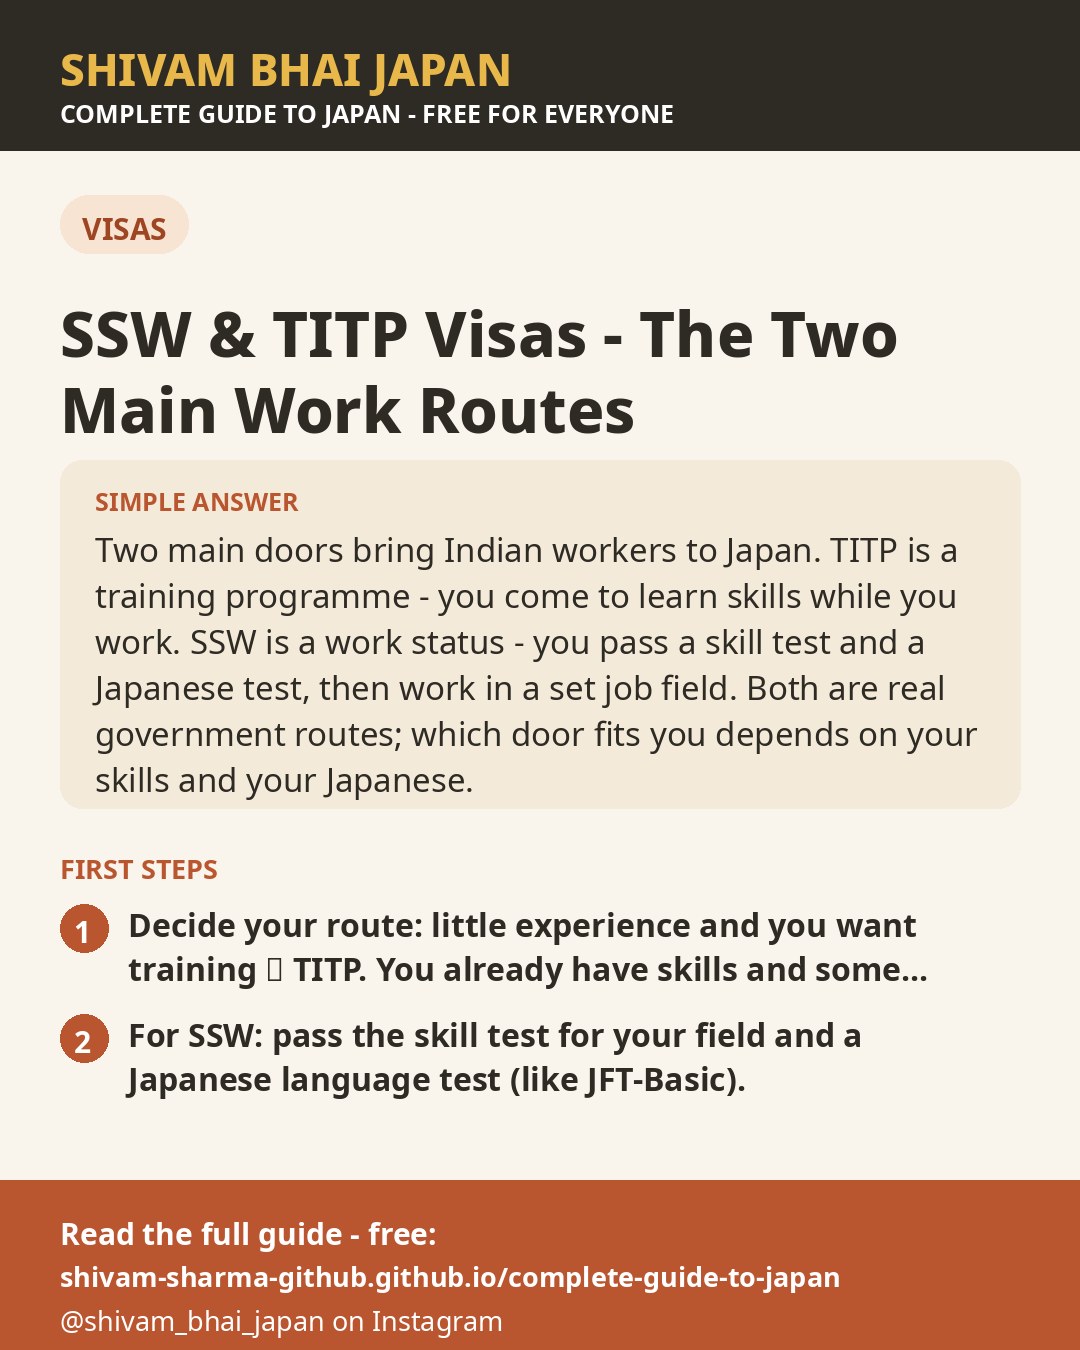 SHIVAM BHAI JAPAN
COMPLETE GUIDE TO JAPAN - FREE FOR EVERYONE
VISAS
SSW & TITP Visas - The Two
Main Work Routes
SIMPLE ANSWER
Two main doors bring Indian workers to Japan. TITP is a
training programme - you come to learn skills while you
work. SSW is a work status - you pass a skill test and a
Japanese test, then work in a set job field. Both are real
government routes; which door fits you depends on your
skills and your Japanese.
FIRST STEPS
1 Decide your route: little experience and you want
training ▯ TITP. You already have skills and some...
2 For SSW: pass the skill test for your field and a
Japanese language test (like JFT-Basic).
Read the full guide - free:
shivam-sharma-github.github.io/complete-guide-to-japan
@shivam_bhai_japan on Instagram